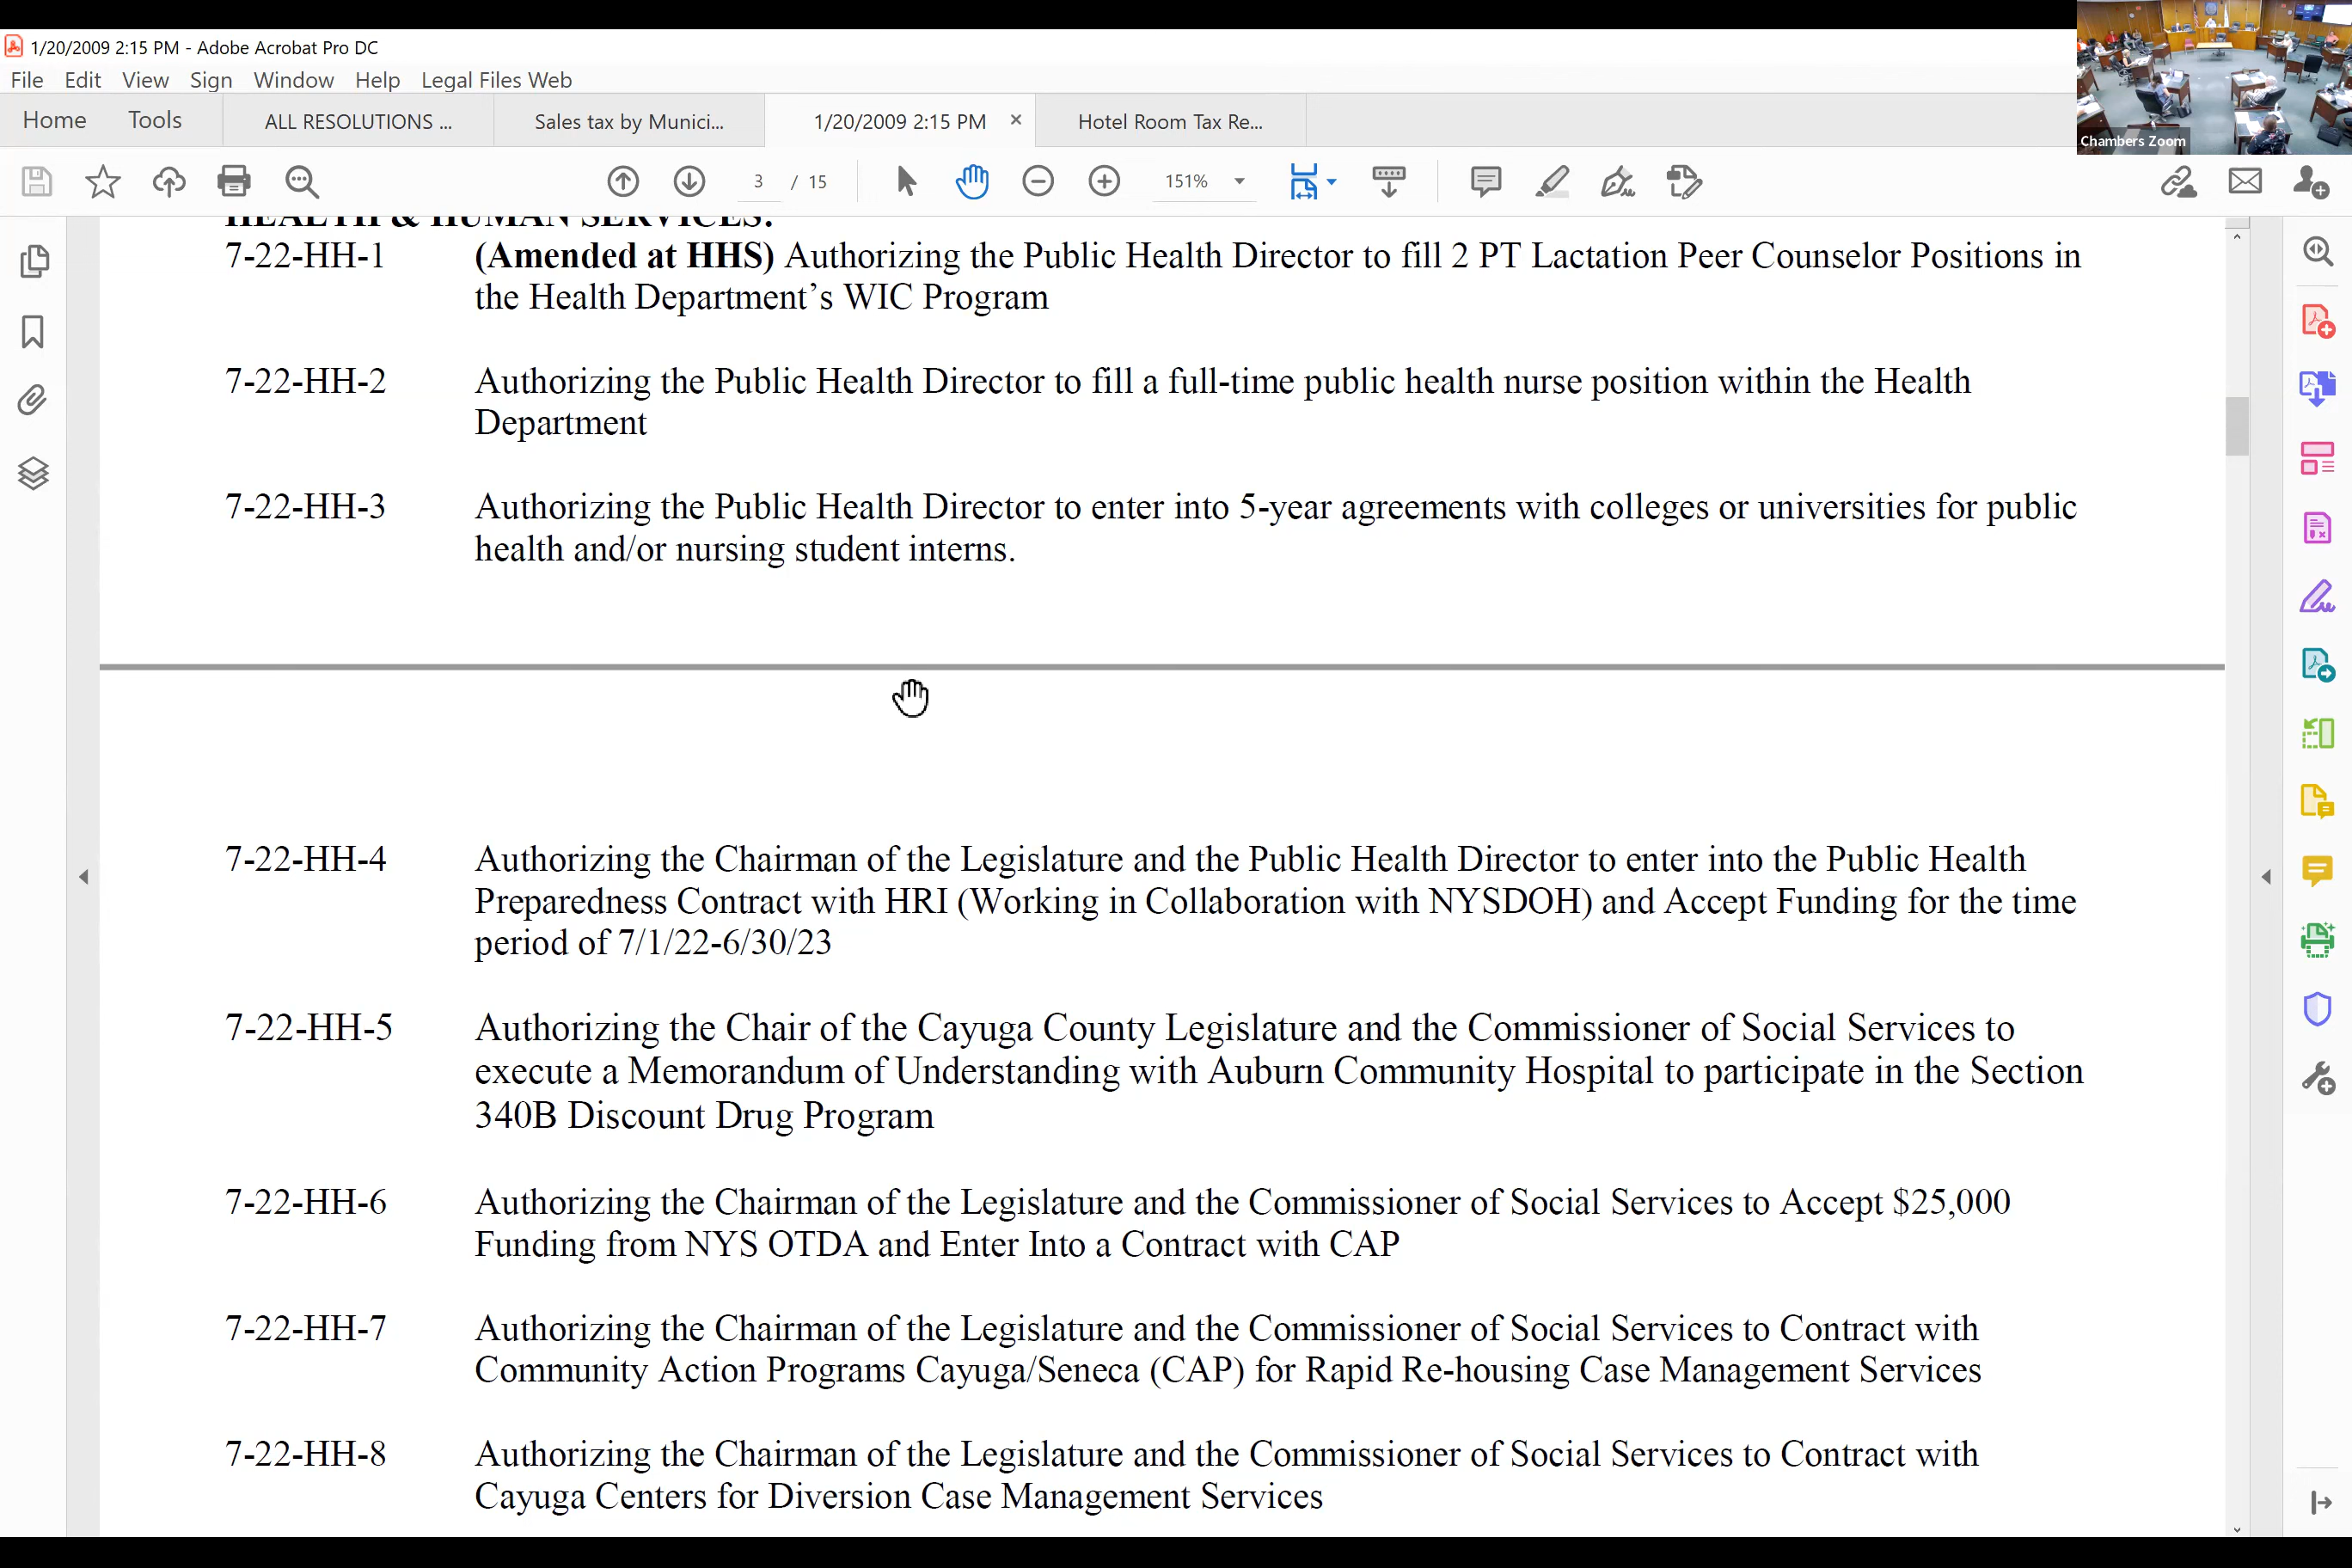 1/20/2009 2:15 PM - Adobe Acrobat Pro DC
File Edit View Sign Window Help Legal Files Web
Home Tools ALL RESOLUTIONS ... Sales tax by Munici... 1/20/2009 2:15 PM Hotel Room Tax Re...
Chambers Zoom
3 / 15 151%
HEALTH & HUMAN SERVICES:
7-22-HH-1 (Amended at HHS) Authorizing the Public Health Director to fill 2 PT Lactation Peer Counselor Positions in
the Health Department’s WIC Program
7-22-HH-2 Authorizing the Public Health Director to fill a full-time public health nurse position within the Health
Department
7-22-HH-3 Authorizing the Public Health Director to enter into 5-year agreements with colleges or universities for public
health and/or nursing student interns.
7-22-HH-4 Authorizing the Chairman of the Legislature and the Public Health Director to enter into the Public Health
Preparedness Contract with HRI (Working in Collaboration with NYSDOH) and Accept Funding for the time
period of 7/1/22-6/30/23
7-22-HH-5 Authorizing the Chair of the Cayuga County Legislature and the Commissioner of Social Services to
execute a Memorandum of Understanding with Auburn Community Hospital to participate in the Section
340B Discount Drug Program
7-22-HH-6 Authorizing the Chairman of the Legislature and the Commissioner of Social Services to Accept $25,000
Funding from NYS OTDA and Enter Into a Contract with CAP
7-22-HH-7 Authorizing the Chairman of the Legislature and the Commissioner of Social Services to Contract with
Community Action Programs Cayuga/Seneca (CAP) for Rapid Re-housing Case Management Services
7-22-HH-8 Authorizing the Chairman of the Legislature and the Commissioner of Social Services to Contract with
Cayuga Centers for Diversion Case Management Services